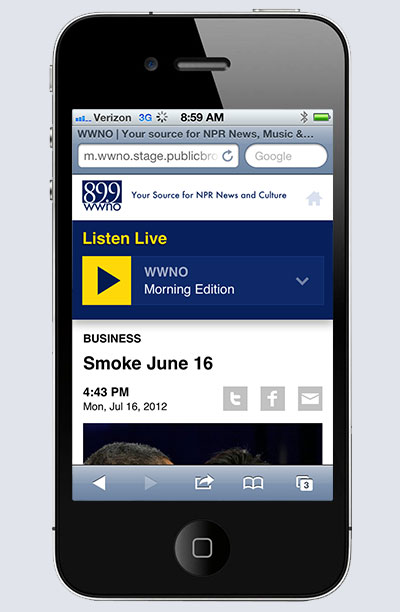 Verizon 3G 8:59 AM
WWNO | Your source for NPR News, Music &...
m.wwno.stage.publicbro
Google
89.9
WWNO
Your Source for NPR News and Culture
Listen Live
WWNO
Morning Edition
BUSINESS
Smoke June 16
4:43 PM
Mon, Jul 16, 2012
t f
3